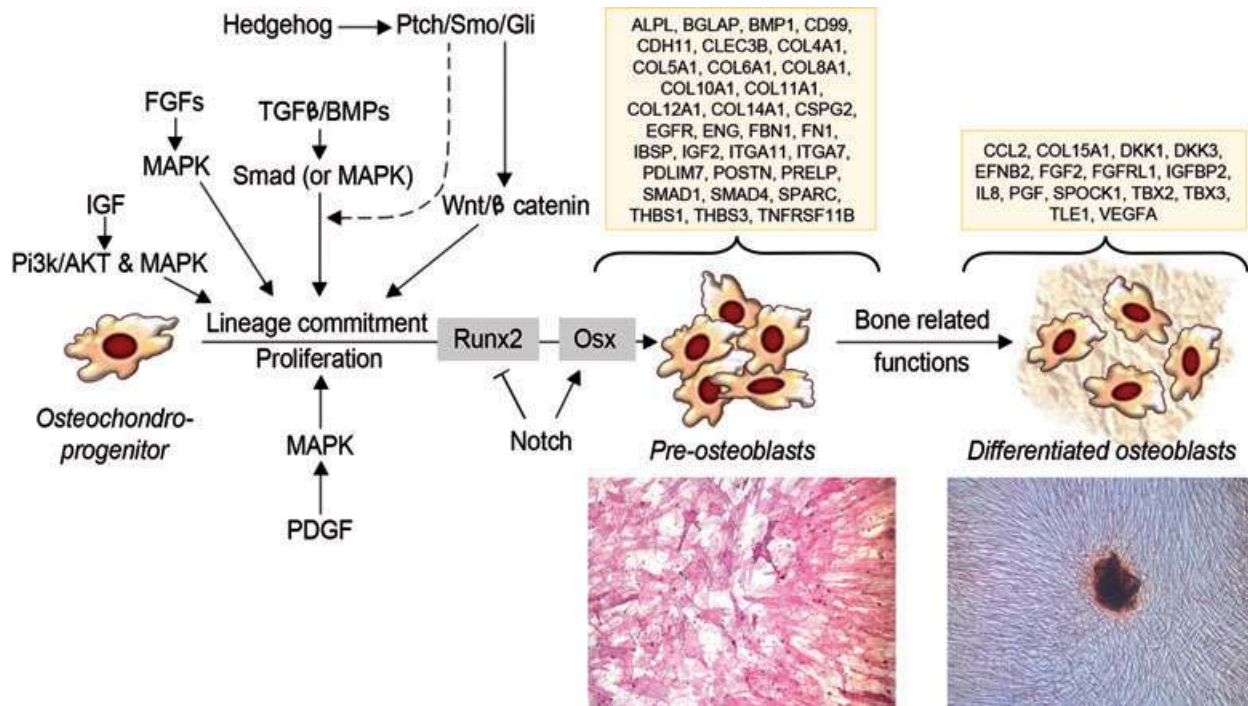 Hedgehog
Ptch/Smo/Gli
FGFs
MAPK
TGFβ/BMPs
Smad (or MAPK)
Wnt/β catenin
IGF
Pi3k/AKT & MAPK
Lineage commitment
Proliferation
Runx2
Osx
Notch
MAPK
PDGF
Osteochondro-
progenitor
ALPL, BGLAP, BMP1, CD99,
CDH11, CLEC3B, COL4A1,
COL5A1, COL6A1, COL8A1,
COL10A1, COL11A1,
COL12A1, COL14A1, CSPG2,
EGFR, ENG, FBN1, FN1,
IBSP, IGF2, ITGA11, ITGA7,
PDLIM7, POSTN, PRELP,
SMAD1, SMAD4, SPARC,
THBS1, THBS3, TNFRSF11B
Pre-osteoblasts
Bone related
functions
CCL2, COL15A1, DKK1, DKK3,
EFNB2, FGF2, FGFRL1, IGFBP2,
IL8, PGF, SPOCK1, TBX2, TBX3,
TLE1, VEGFA
Differentiated osteoblasts